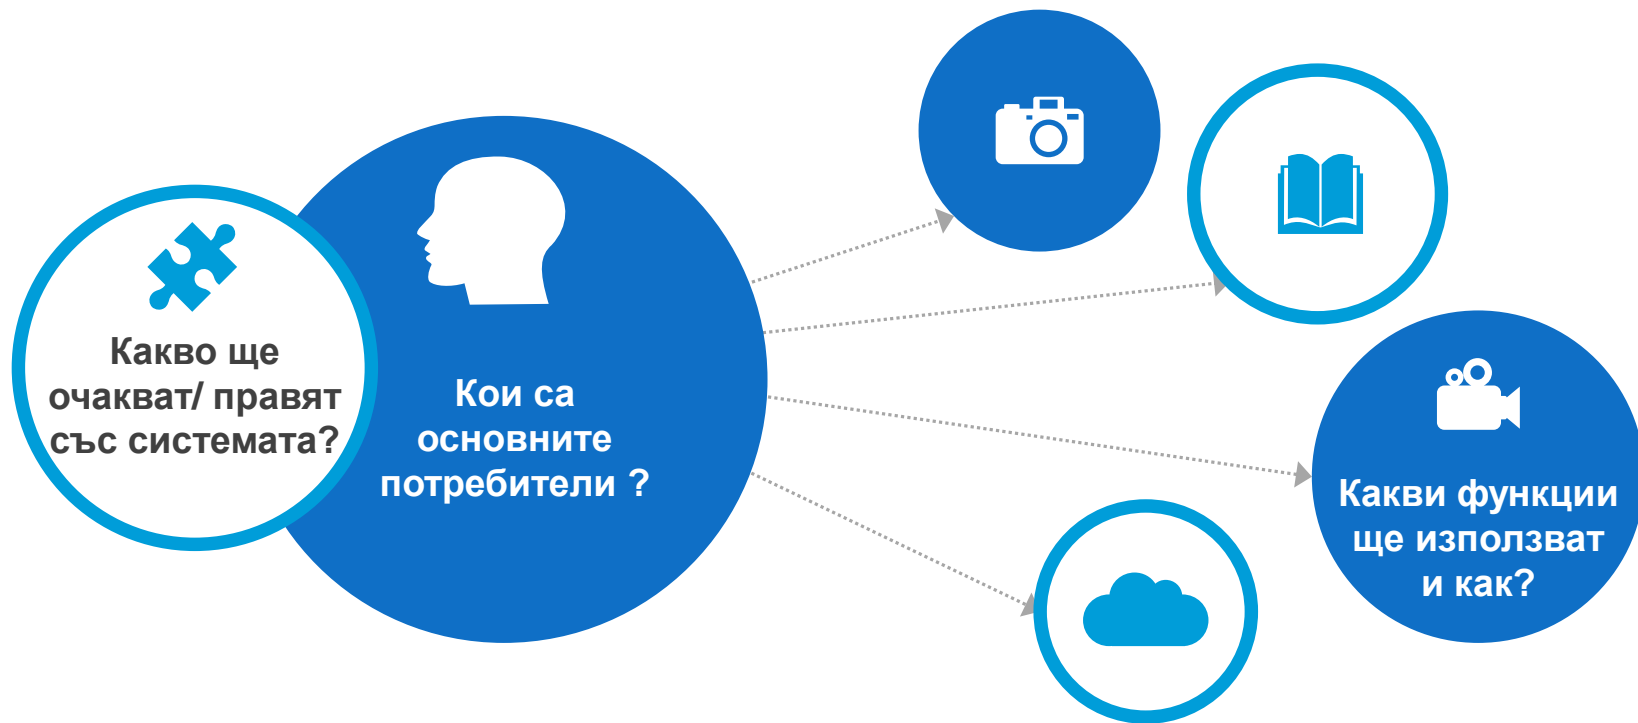 Какво ще
очакват/ правят
със системата?
Кои са
основните
потребители ?
Какви функции
ще използват
и как?